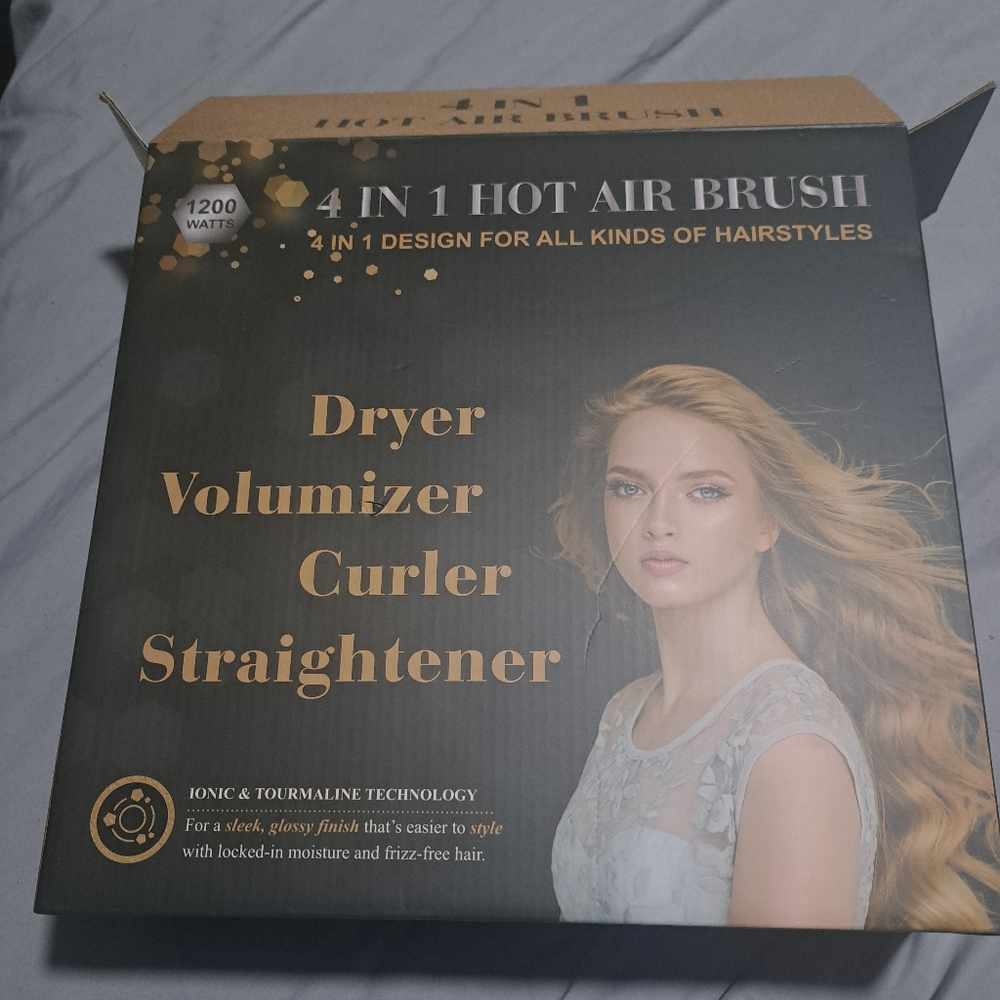 4 IN 1
HOT AIR BRUSH
1200
WATTS
4 IN 1 HOT AIR BRUSH
4 IN 1 DESIGN FOR ALL KINDS OF HAIRSTYLES
Dryer
Volumizer
Curler
Straightener
IONIC & TOURMALINE TECHNOLOGY
For a sleek, glossy finish that's easier to style
with locked-in moisture and frizz-free hair.